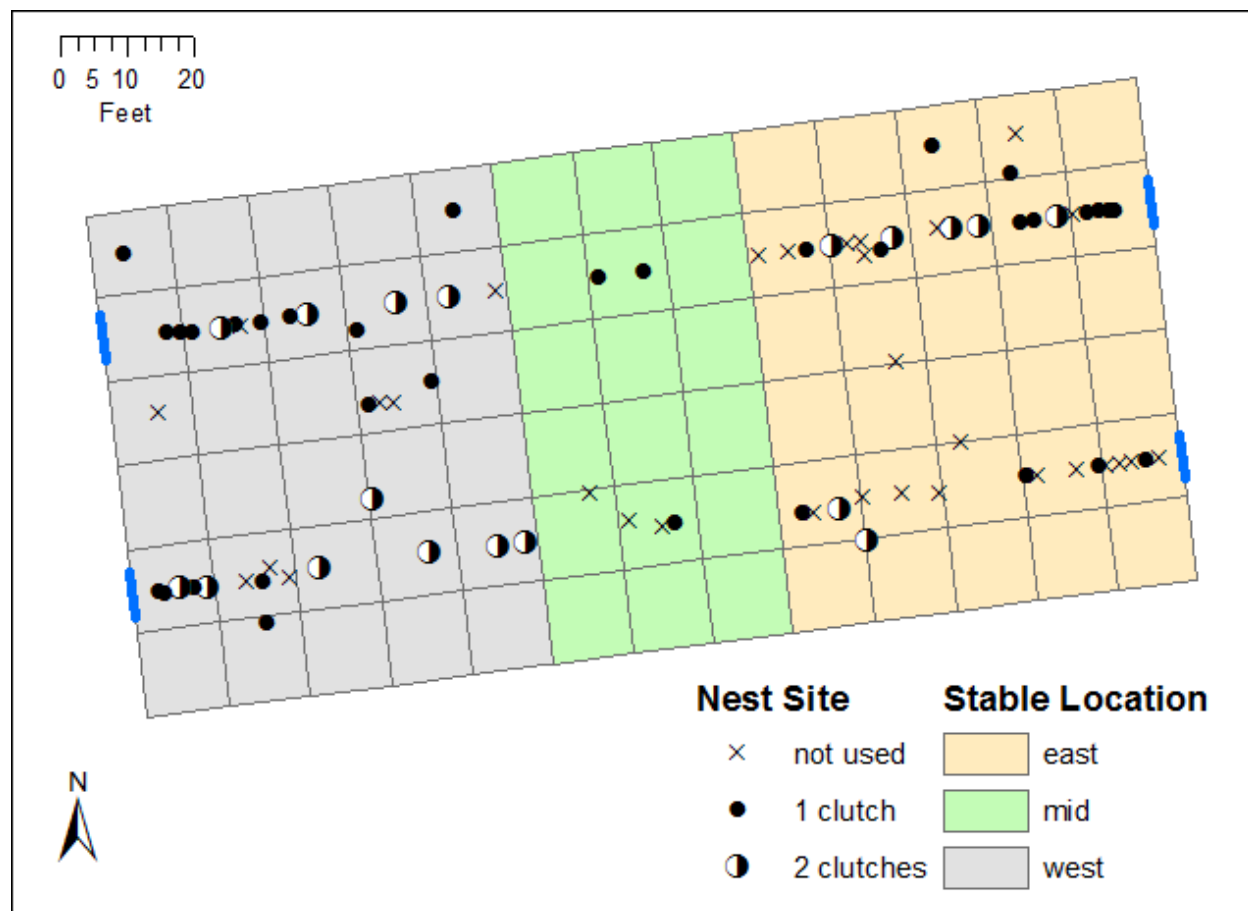 0 5 10 20
Feet
Nest Site
not used
1 clutch
2 clutches
Stable Location
east
mid
west
N